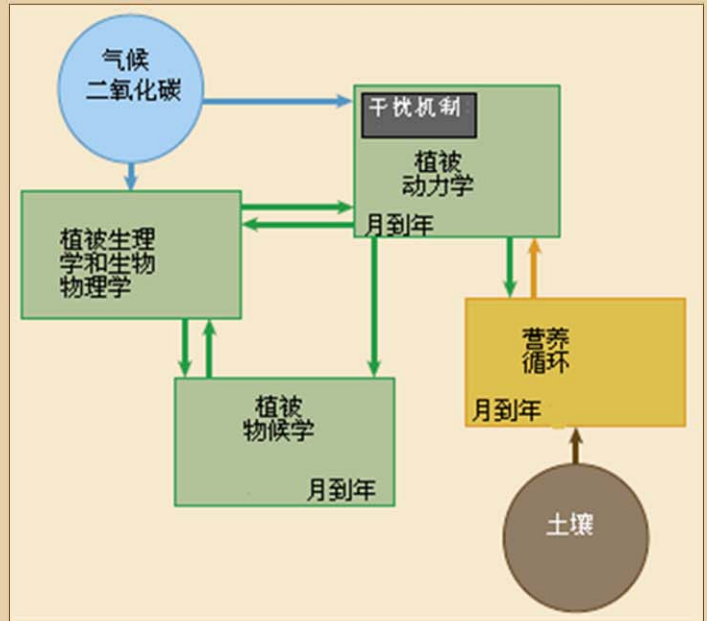 气候
二氧化碳
干扰机制
植被
动力学
月到年
植被生理
学和生物
物理学
营养
循环
月到年
植被
物候学
月到年
土壤